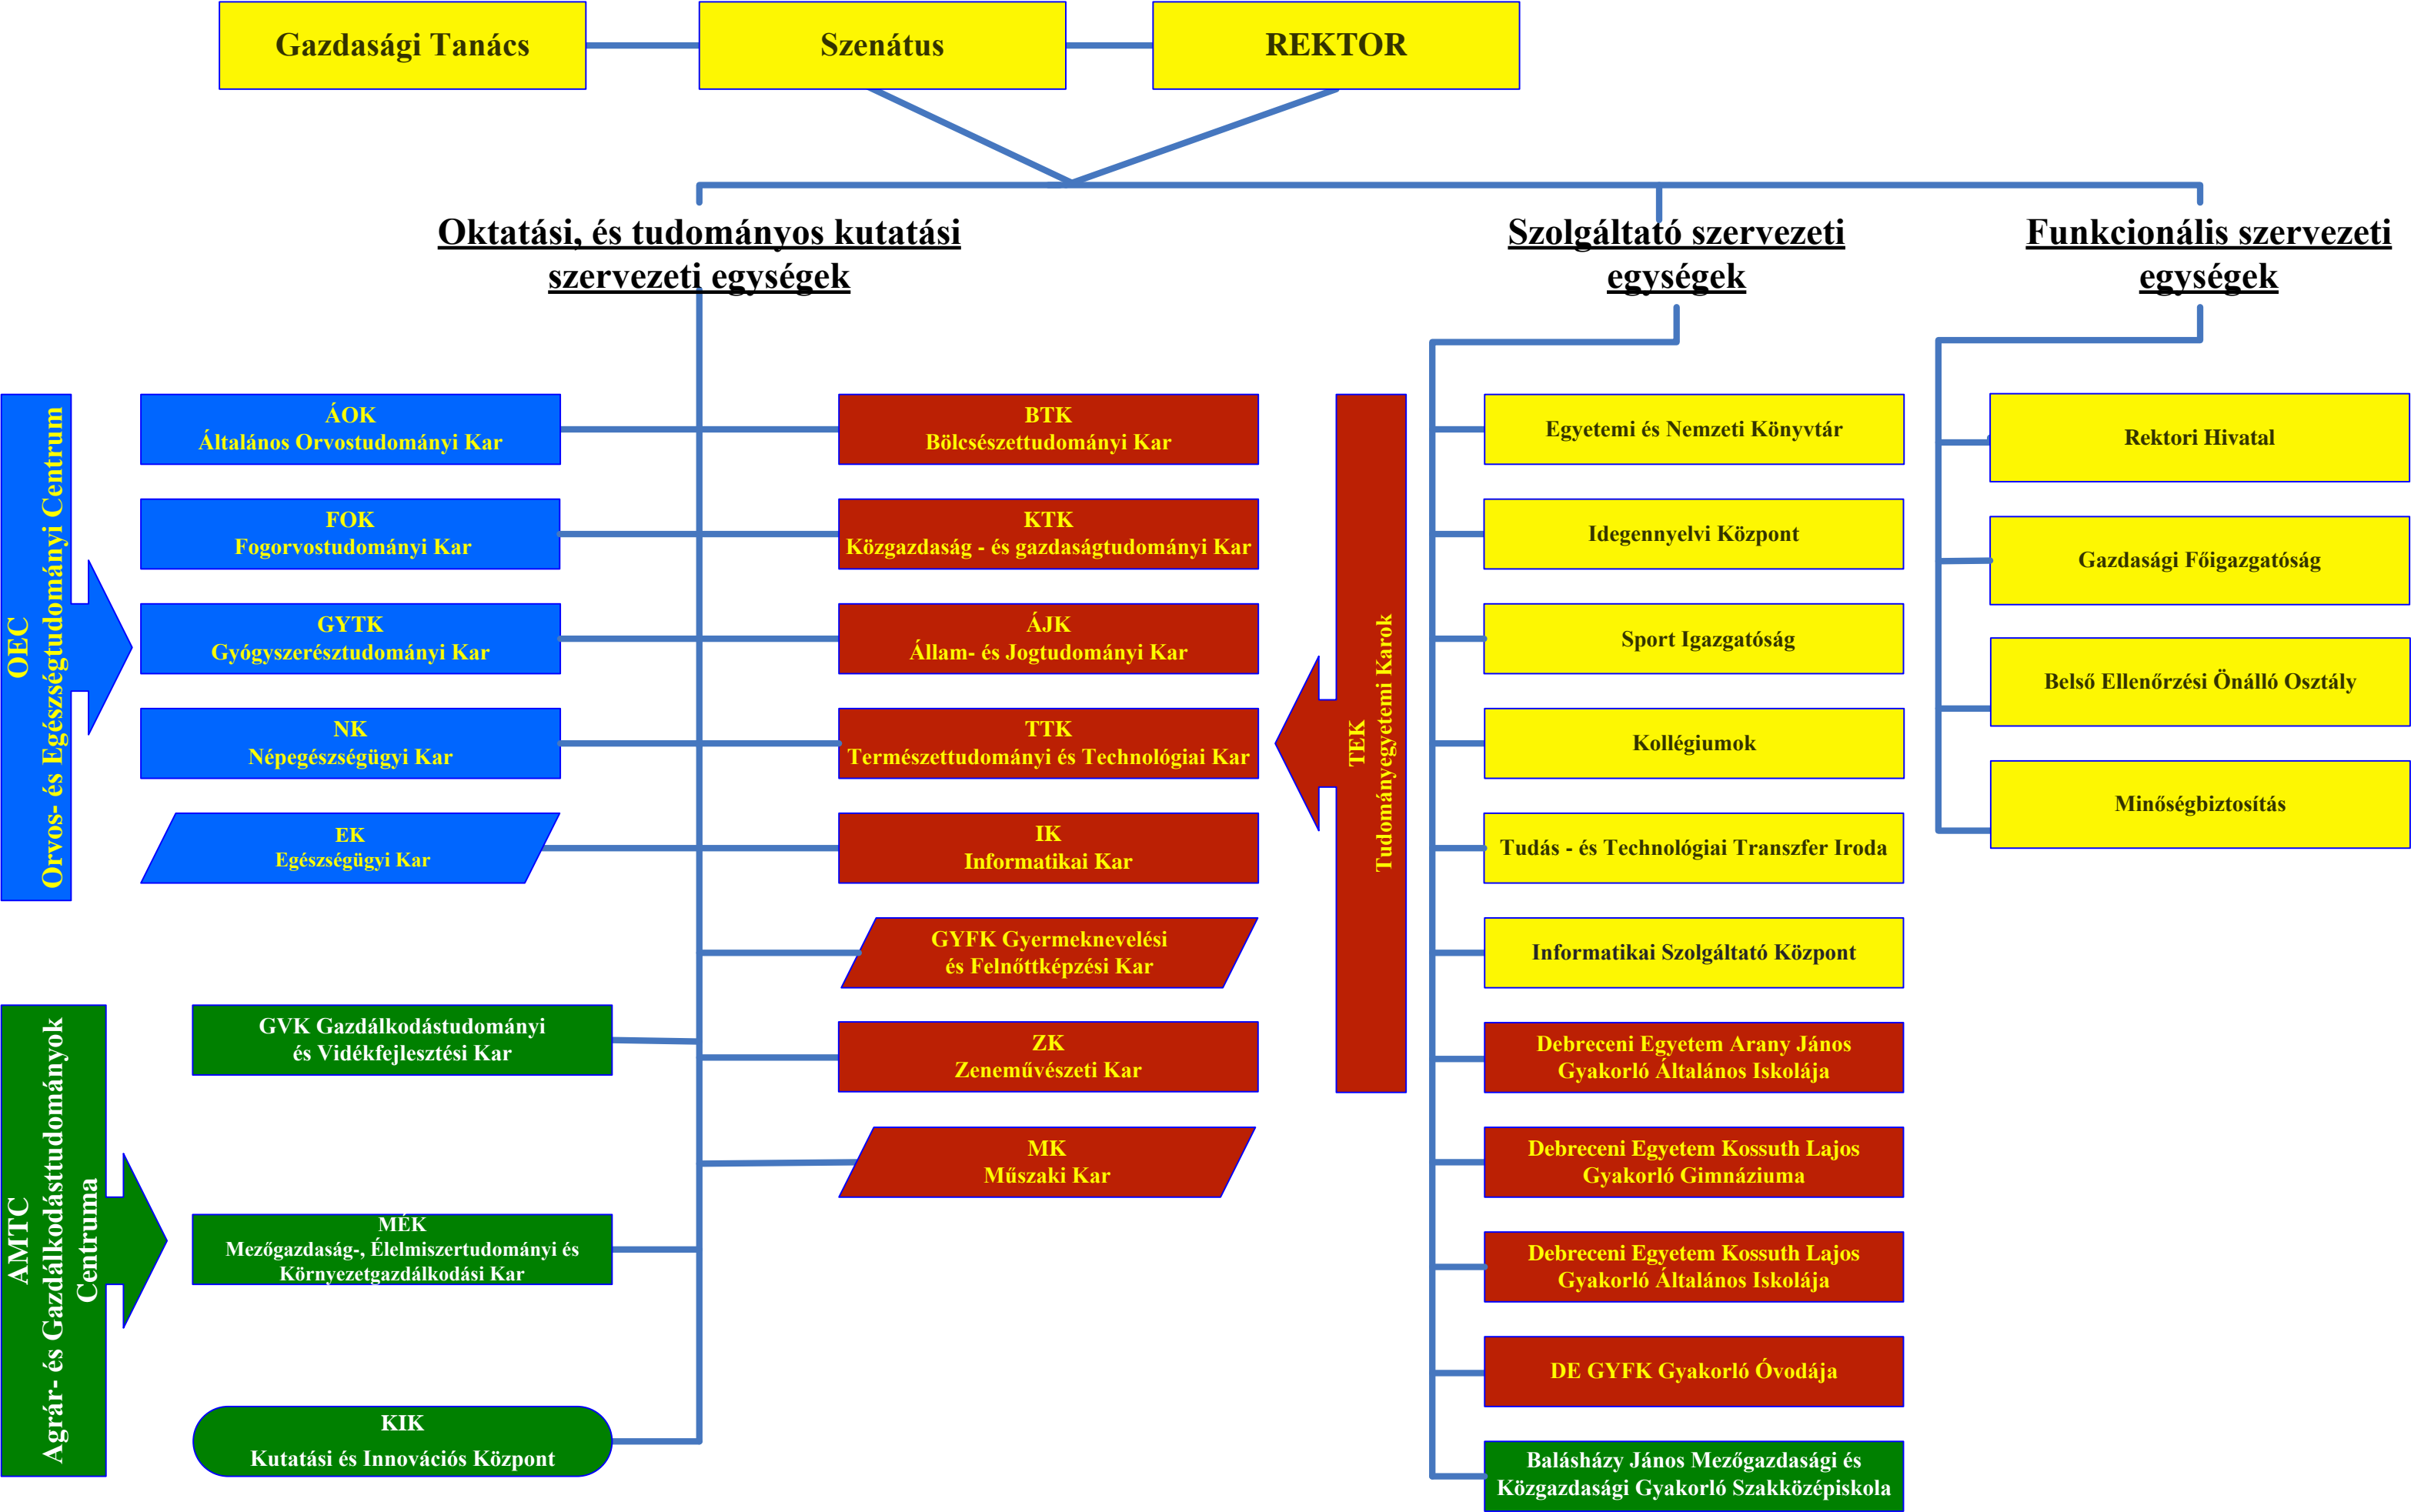 Gazdasági Tanács
Szenátus
REKTOR
Oktatási, és tudományos kutatási
szervezeti egységek
Szolgáltató szervezeti
egységek
Funkcionális szervezeti
egységek
OEC
Orvos- és Egészségtudományi Centrum
ÁOK
Általános Orvostudományi Kar
FOK
Fogorvostudományi Kar
GYTK
Gyógyszerésztudományi Kar
NK
Népegészségügyi Kar
EK
Egészségügyi Kar
AMTC
Agrár- és Gazdálkodásttudományok
Centruma
GVK Gazdálkodástudományi
és Vidékfejlesztési Kar
MÉK
Mezőgazdaság-, Élelmiszertudományi és
Környezetgazdálkodási Kar
KIK
Kutatási és Innovációs Központ
BTK
Bölcsészettudományi Kar
KTK
Közgazdaság - és gazdaságtudományi Kar
ÁJK
Állam- és Jogtudományi Kar
TTK
Természettudományi és Technológiai Kar
IK
Informatikai Kar
GYFK Gyermeknevelési
és Felnőttképzési Kar
ZK
Zeneművészeti Kar
MK
Műszaki Kar
TEK
Tudományegyetemi Karok
Egyetemi és Nemzeti Könyvtár
Idegennyelvi Központ
Sport Igazgatóság
Kollégiumok
Tudás - és Technológiai Transzfer Iroda
Informatikai Szolgáltató Központ
Debreceni Egyetem Arany János
Gyakorló Általános Iskolája
Debreceni Egyetem Kossuth Lajos
Gyakorló Gimnáziuma
Debreceni Egyetem Kossuth Lajos
Gyakorló Általános Iskolája
DE GYFK Gyakorló Óvodája
Balásházy János Mezőgazdasági és
Közgazdasági Gyakorló Szakközépiskola
Rektori Hivatal
Gazdasági Főigazgatóság
Belső Ellenőrzési Önálló Osztály
Minőségbiztosítás